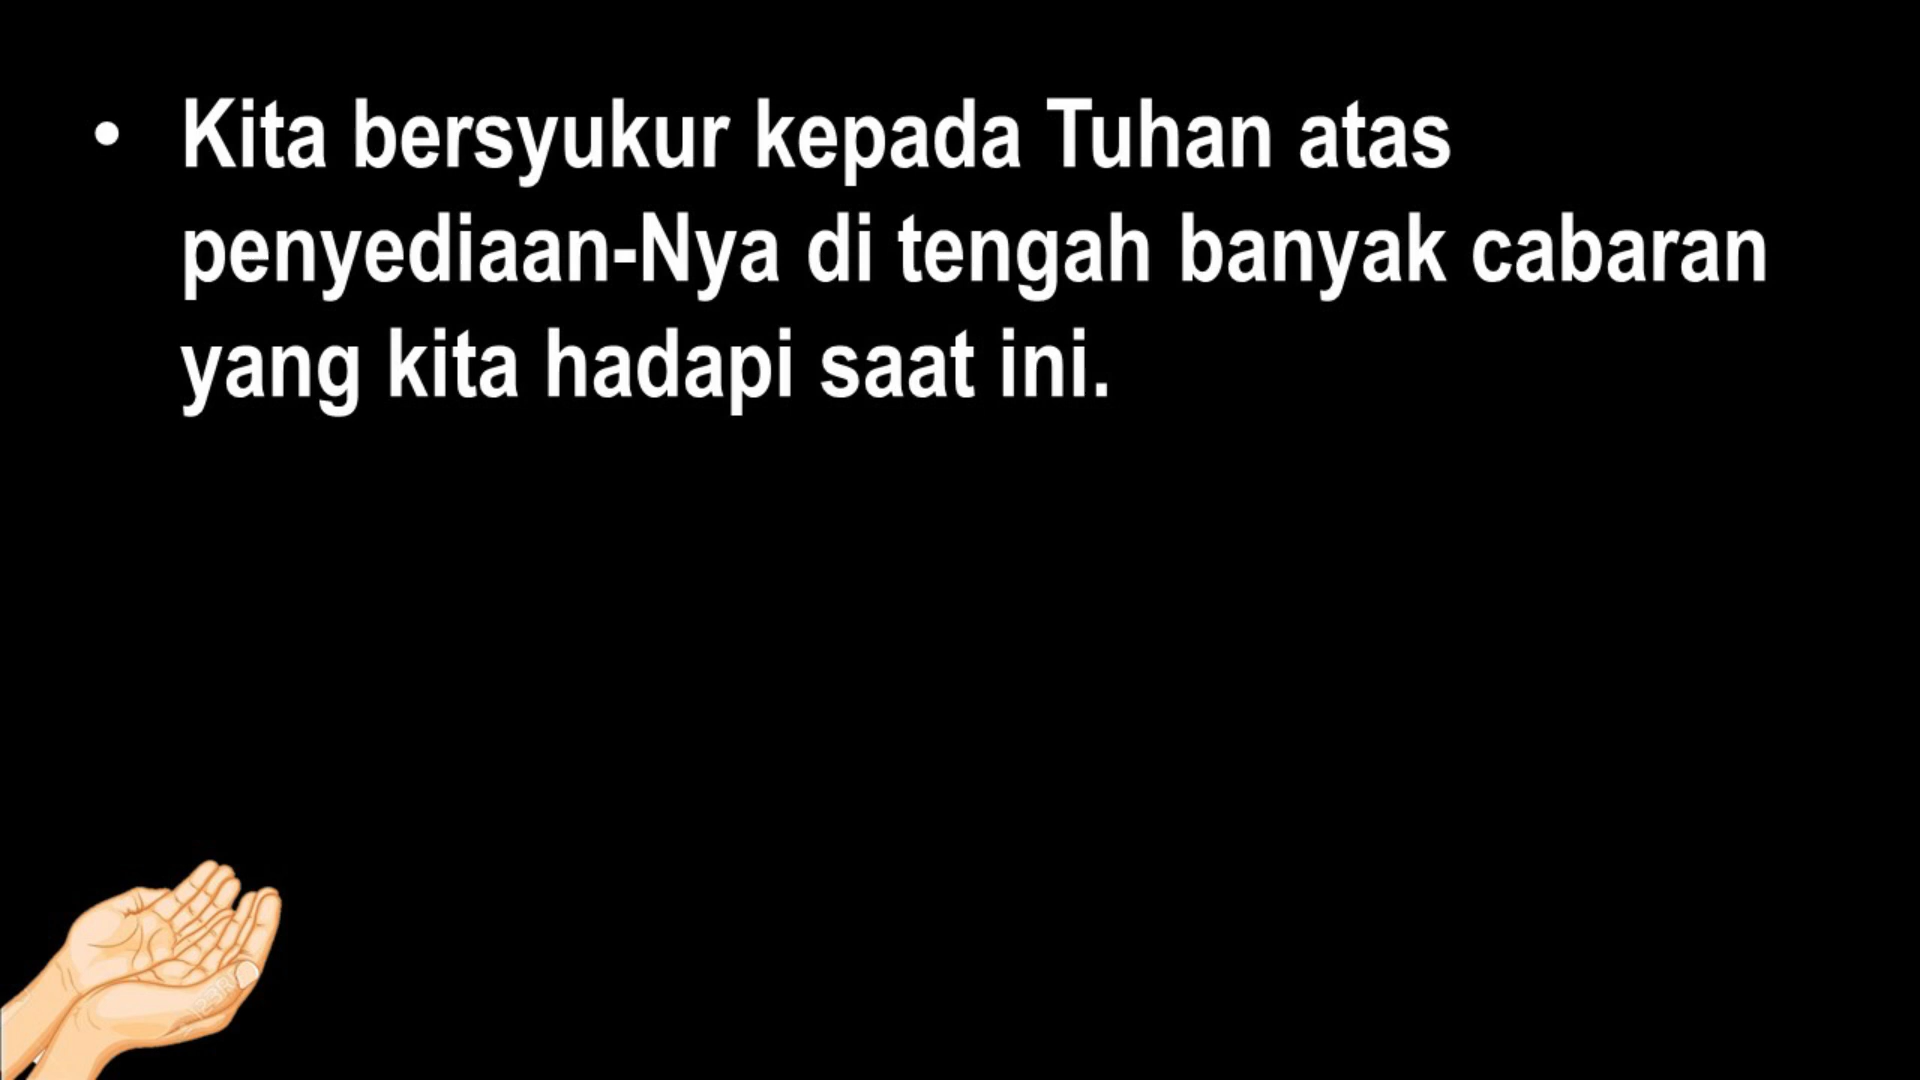 • Kita bersyukur kepada Tuhan atas
penyediaan-Nya di tengah banyak cabaran
yang kita hadapi saat ini.